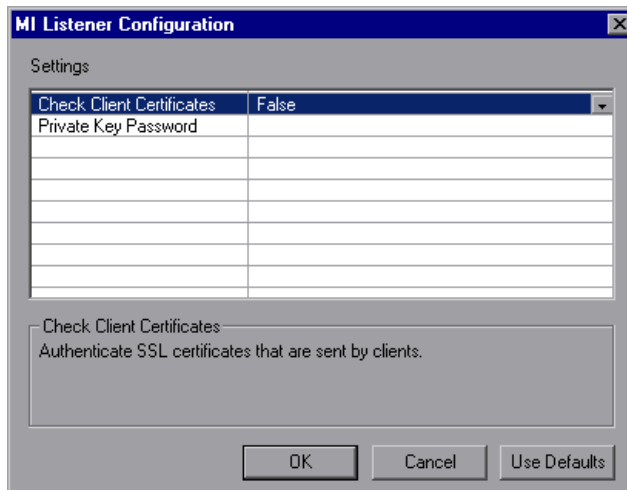 MI Listener Configuration
Settings
Check Client Certificates False
Private Key Password
Check Client Certificates
Authenticate SSL certificates that are sent by clients.
OK Cancel Use Defaults